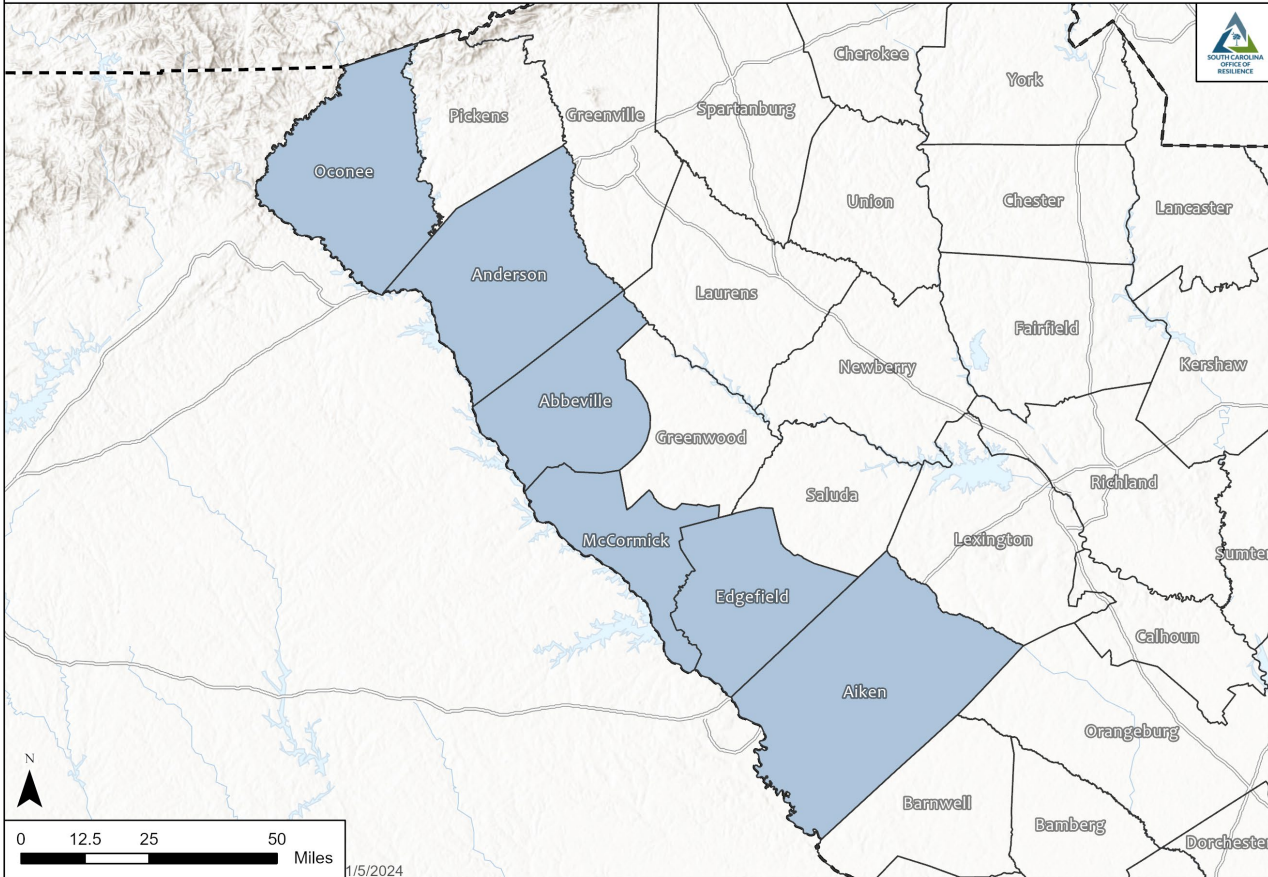 SOUTH CAROLINA
OFFICE OF
RESILIENCE
Cherokee
York
Pickens
Greenville
Spartanburg
Oconee
Union
Chester
Lancaster
Anderson
Laurens
Fairfield
Newberry
Kershaw
Abbeville
Greenwood
Saluda
Richland
McCormick
Lexington
Sumter
Edgefield
Calhoun
Aiken
Orangeburg
Barnwell
Bamberg
Dorchester
N
0 12.5 25 50
Miles
1/5/2024